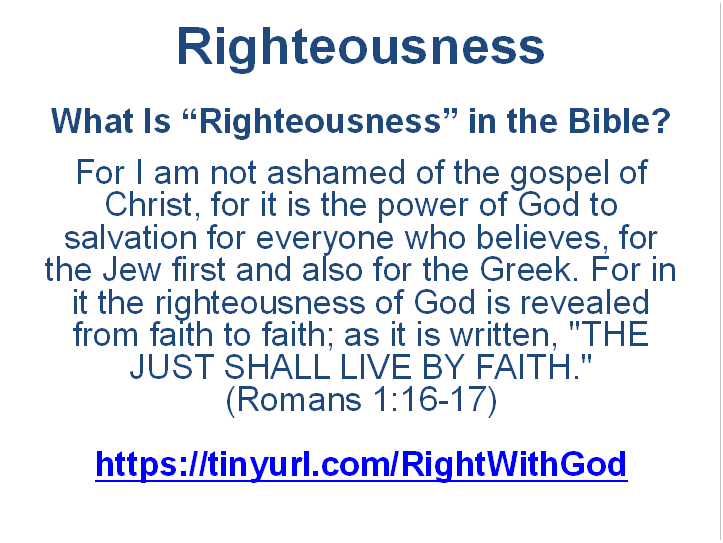 Righteousness
What Is “Righteousness” in the Bible?
For I am not ashamed of the gospel of
Christ, for it is the power of God to
salvation for everyone who believes, for
the Jew first and also for the Greek. For in
it the righteousness of God is revealed
from faith to faith; as it is written, "THE
JUST SHALL LIVE BY FAITH."
(Romans 1:16-17)
https://tinyurl.com/RightWithGod